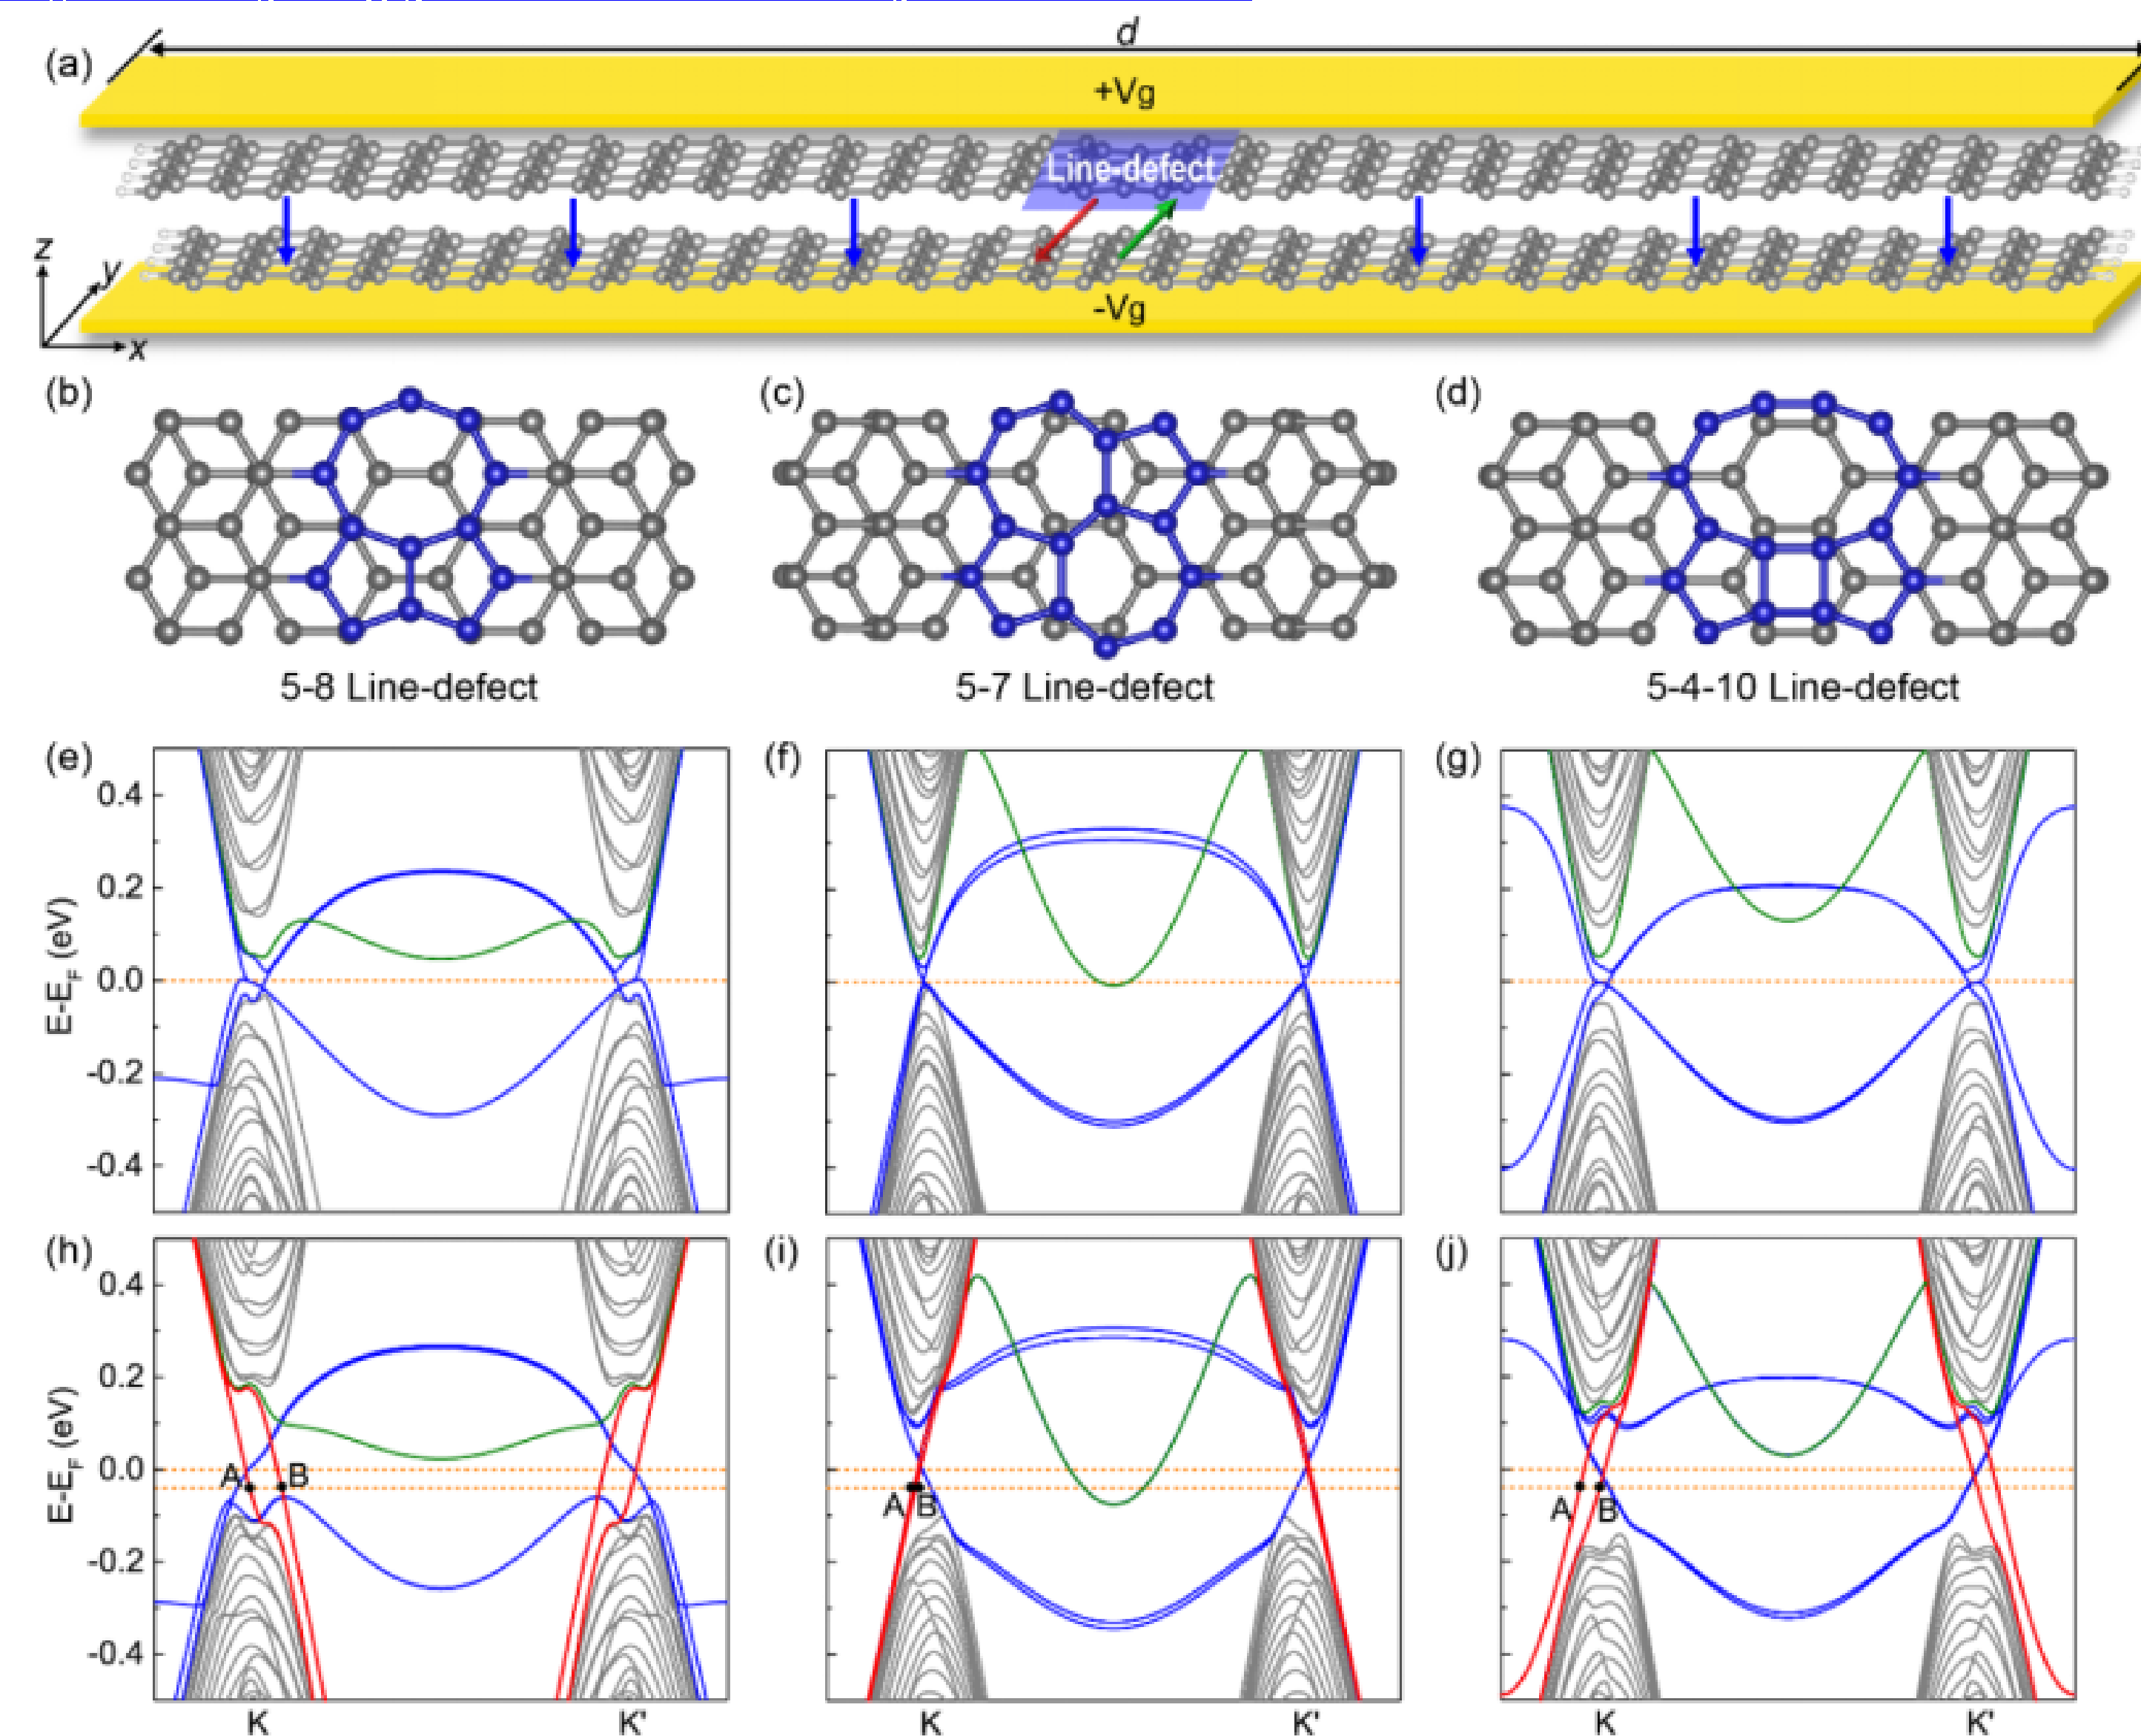 (a)
d
+Vg
Line-defect
z
y
x
-Vg
(b)
(c)
(d)
5-8 Line-defect
5-7 Line-defect
5-4-10 Line-defect
(e)
(f)
(g)
0.4
0.2
0.0
-0.2
-0.4
E-E_F (eV)
(h)
(i)
(j)
0.4
0.2
0.0
-0.2
-0.4
E-E_F (eV)
A
B
A
B
A
B
K
K'
K
K'
K
K'